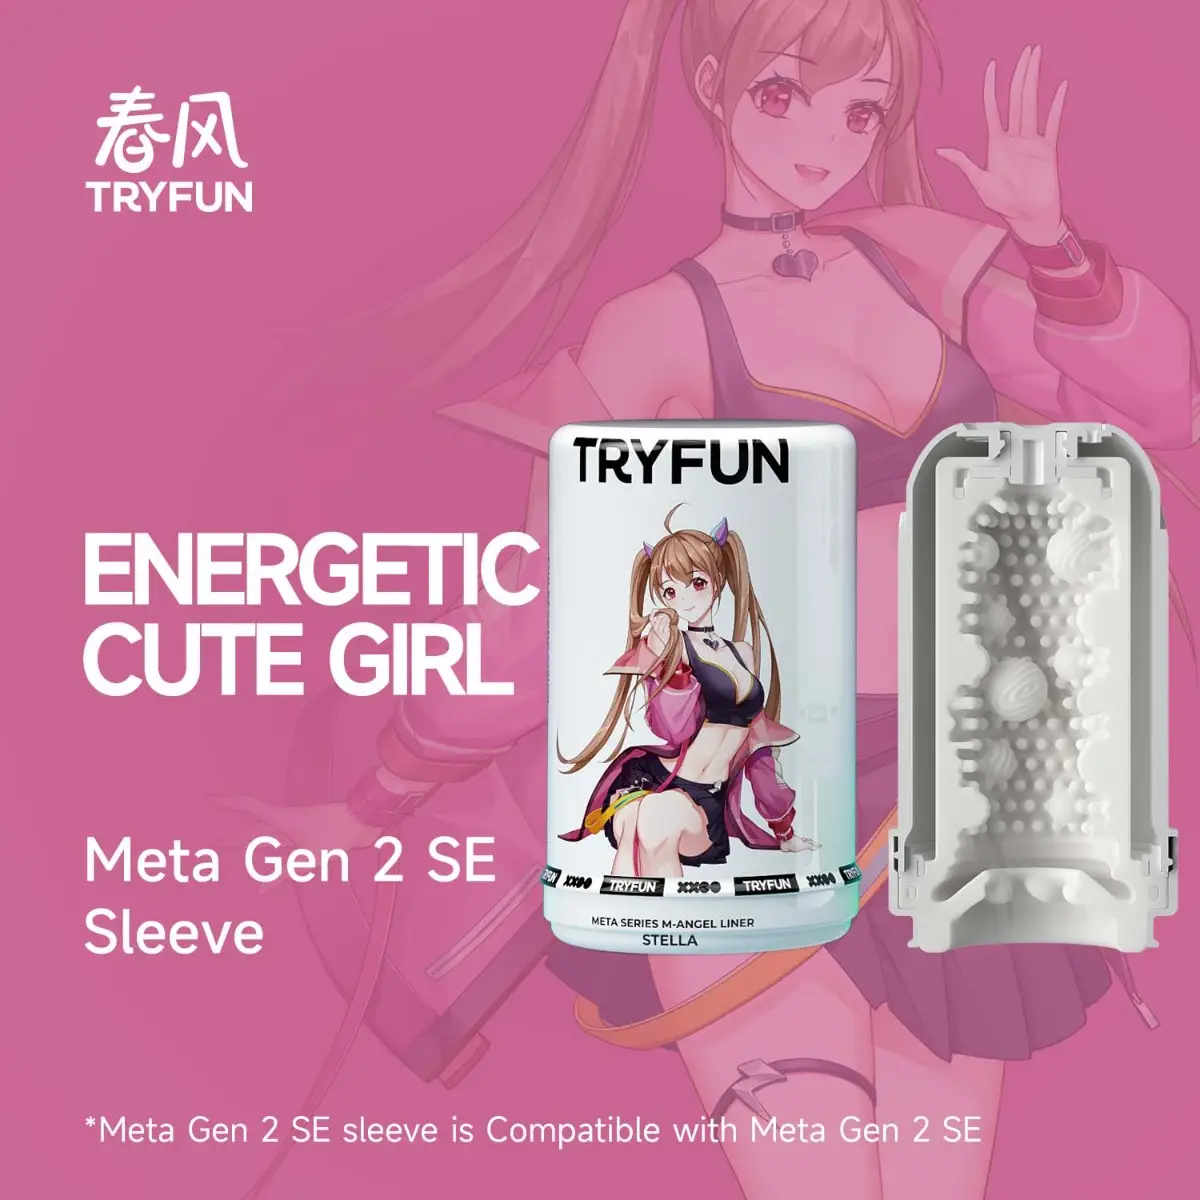 春风
TRYFUN
TRYFUN
ENERGETIC
CUTE GIRL
Meta Gen 2 SE
Sleeve
TRYFUN TRYFUN
META SERIES M-ANGEL LINER
STELLA
*Meta Gen 2 SE sleeve is Compatible with Meta Gen 2 SE